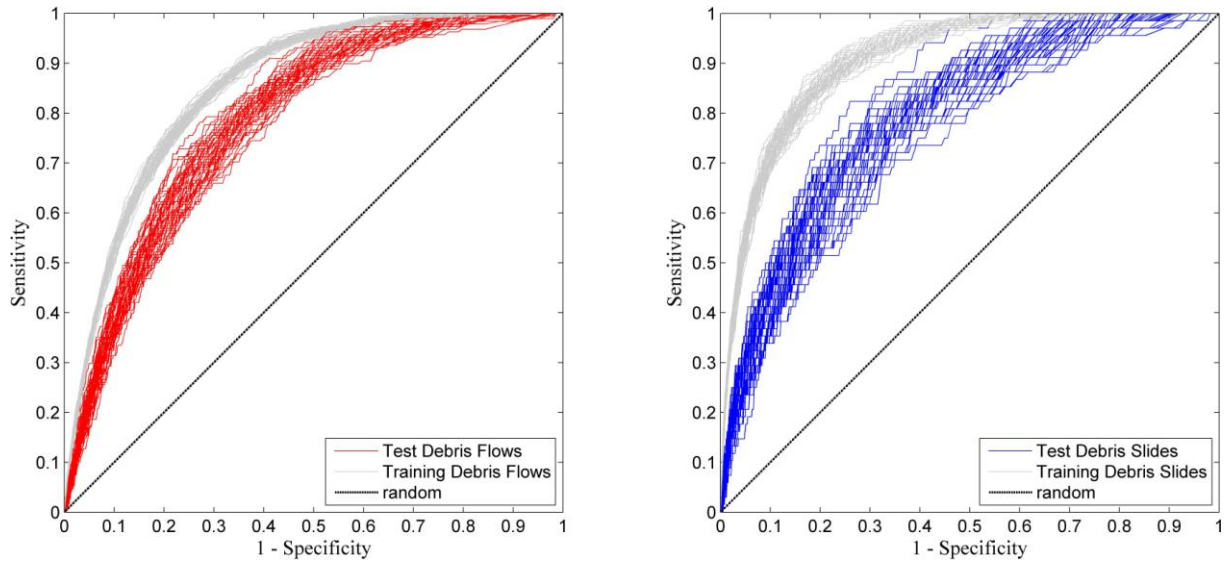 1
0.9
0.8
0.7
0.6
0.5
0.4
0.3
0.2
0.1
0
Sensitivity
Test Debris Flows
Training Debris Flows
random
0 0.1 0.2 0.3 0.4 0.5 0.6 0.7 0.8 0.9 1
1 - Specificity
1
0.9
0.8
0.7
0.6
0.5
0.4
0.3
0.2
0.1
0
Sensitivity
Test Debris Slides
Training Debris Slides
random
0 0.1 0.2 0.3 0.4 0.5 0.6 0.7 0.8 0.9 1
1 - Specificity